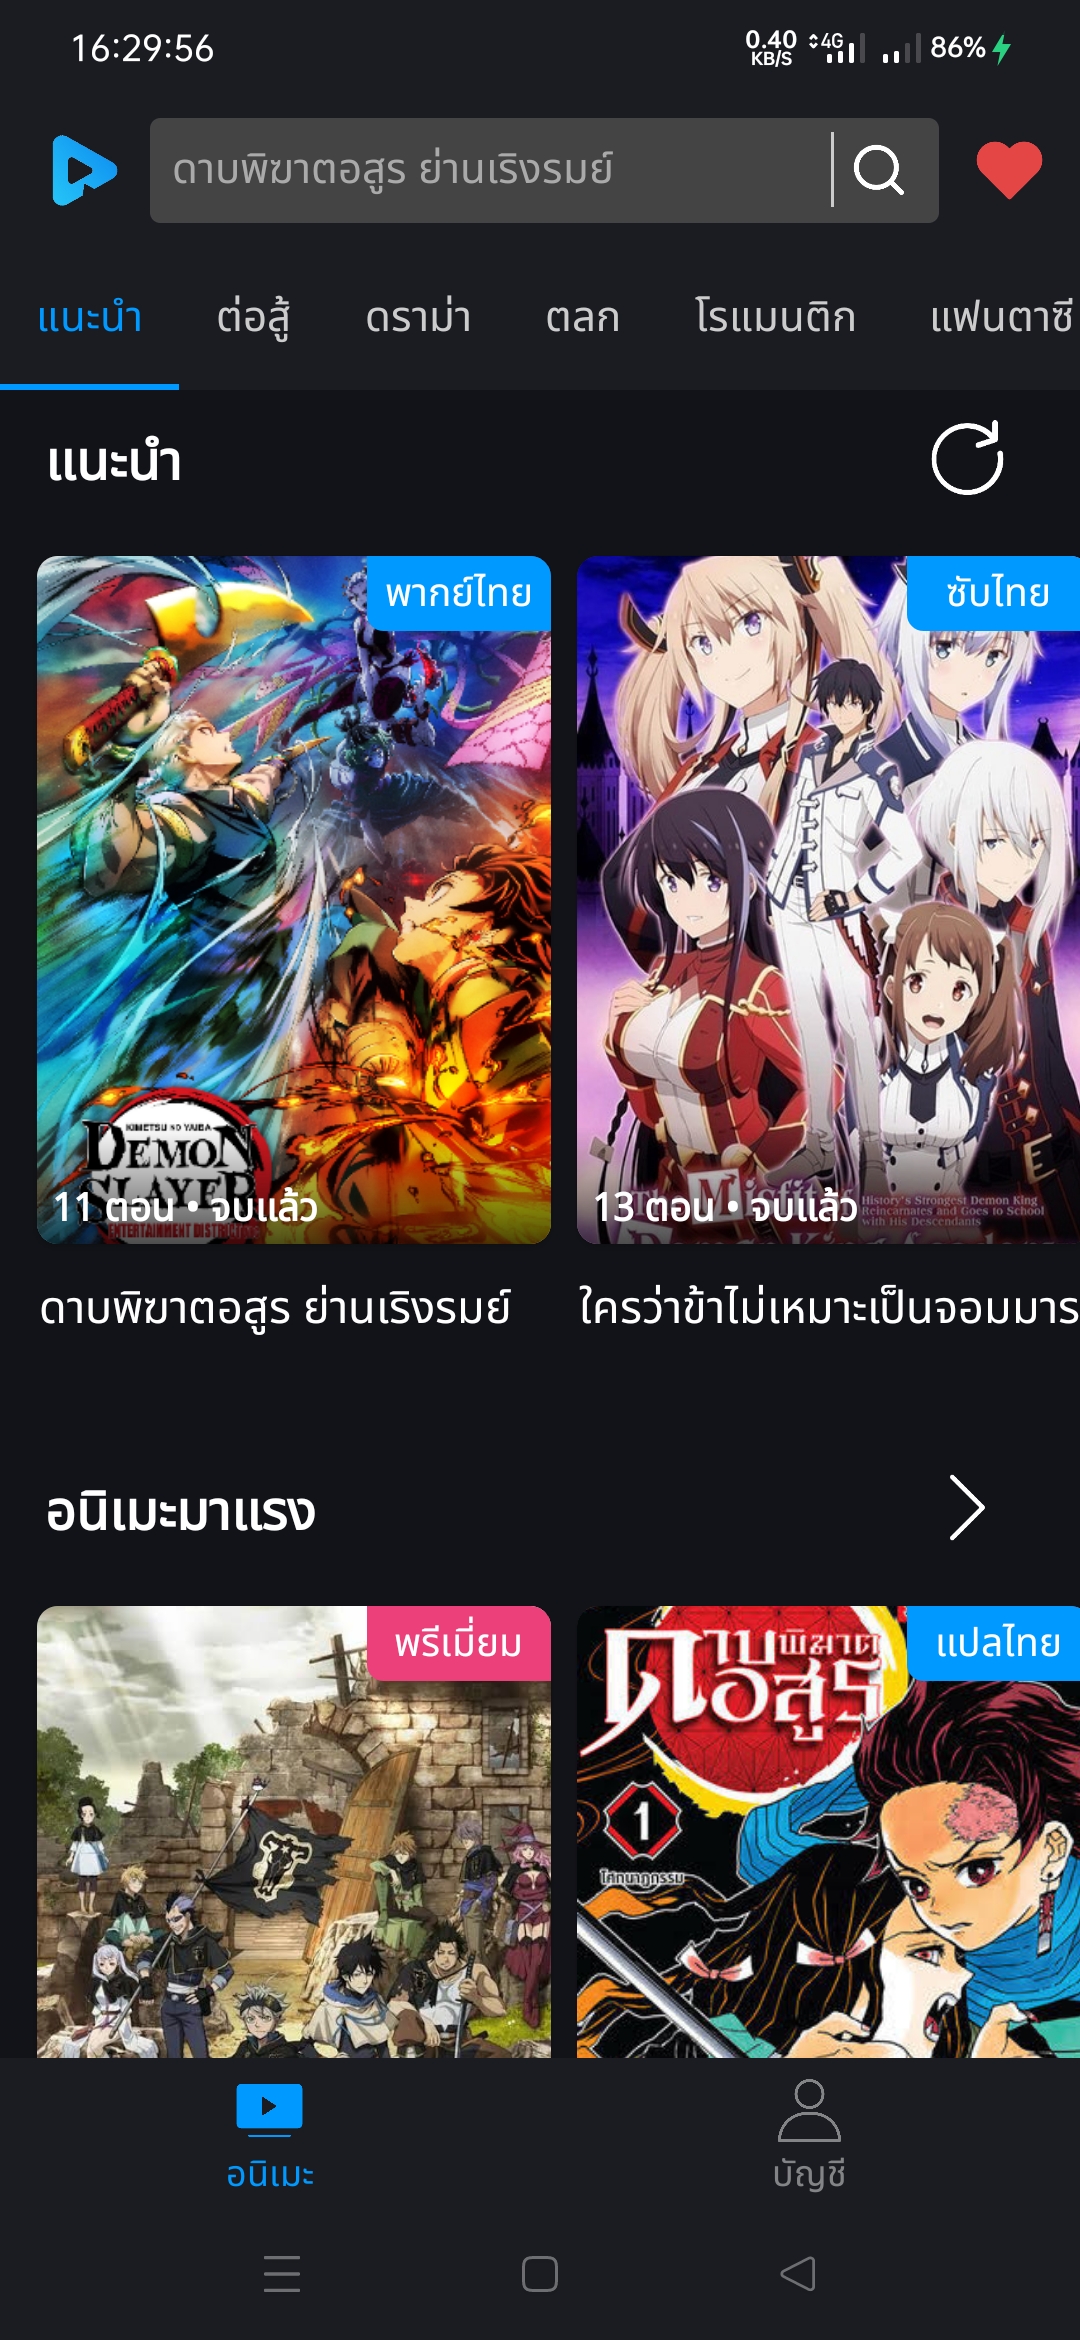 16:29:56
0.40 KB/S 4G 86%
ดาบพิฆาตอสูร ย่านเริงรมย์
แนะนำ ต่อสู้ ดราม่า ตลก โรแมนติก แฟนตาซี
แนะนำ
พากย์ไทย
ซับไทย
KIMETSU NO YAIBA
DEMON
SLAYER
ENTERTAINMENT DISTRICT
11 ตอน • จบแล้ว
13 ตอน • จบแล้ว
History's Strongest Demon King
Reincarnates and Goes to School
with His Descendants
ดาบพิฆาตอสูร ย่านเริงรมย์
ใครว่าข้าไม่เหมาะเป็นจอมมาร
อนิเมะมาแรง
พรีเมี่ยม
แปลไทย
ดาบพิฆาต
อสูร
1
โศกนาฏกรรม
อนิเมะ
บัญชี